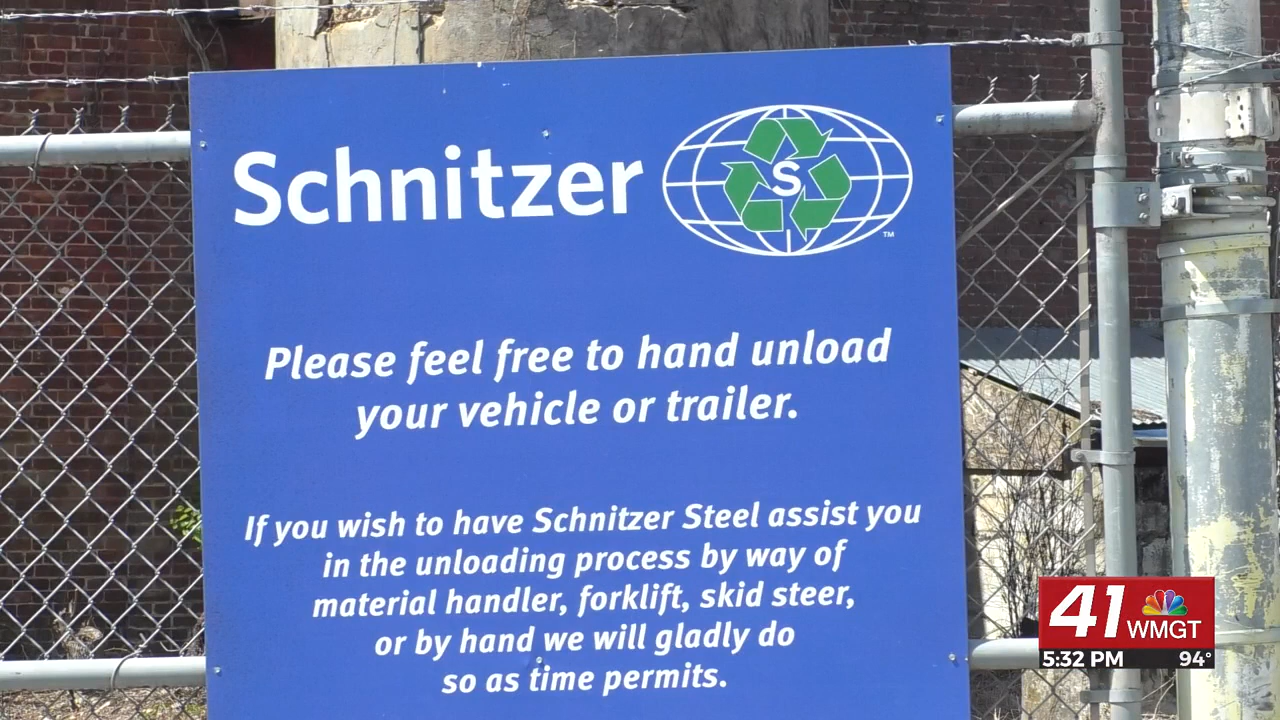 Schnitzer
S
™
Please feel free to hand unload
your vehicle or trailer.
If you wish to have Schnitzer Steel assist you
in the unloading process by way of
material handler, forklift, skid steer,
or by hand we will gladly do
so as time permits.
41 WMGT
5:32 PM 94°